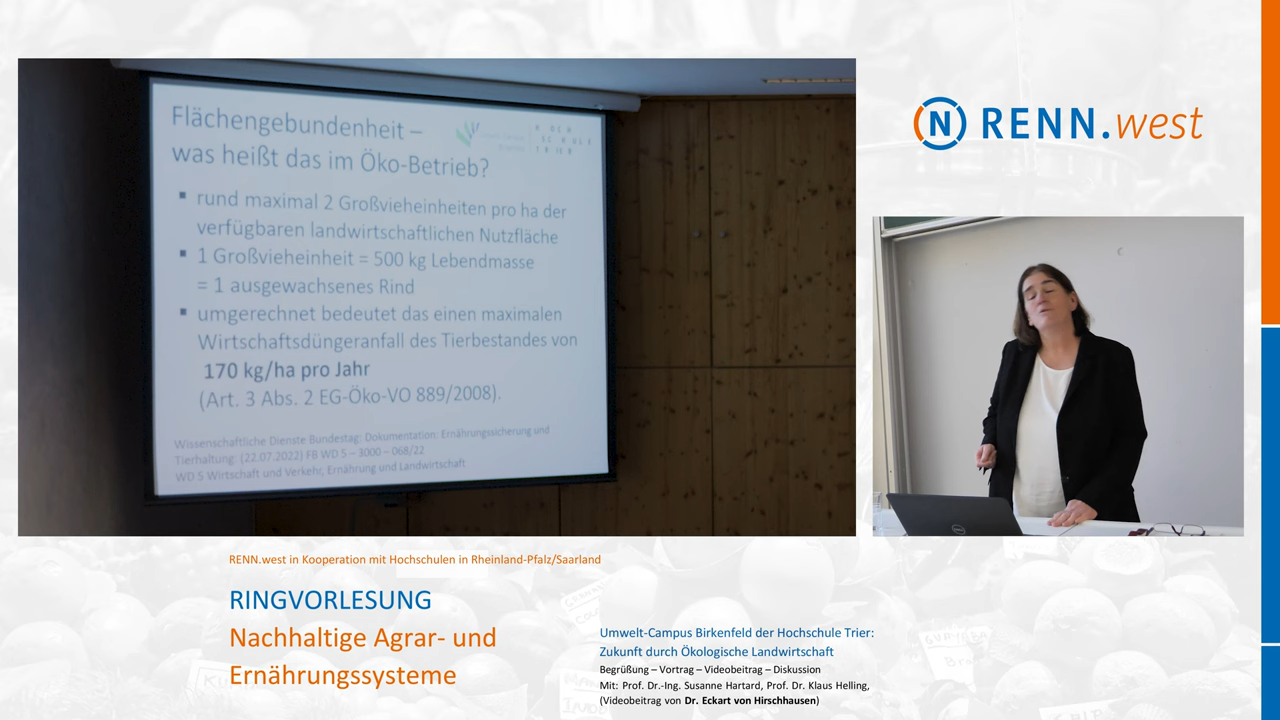 Flächengebundenheit –
was heißt das im Öko-Betrieb?
HOCH
SCHULE
TRIER
rund maximal 2 Großvieheinheiten pro ha der
verfügbaren landwirtschaftlichen Nutzfläche
1 Großvieheinheit = 500 kg Lebendmasse
= 1 ausgewachsenes Rind
umgerechnet bedeutet das einen maximalen
Wirtschaftsdüngeranfall des Tierbestandes von
170 kg/ha pro Jahr
(Art. 3 Abs. 2 EG-Öko-VO 889/2008).
Wissenschaftliche Dienste Bundestag: Dokumentation: Ernährungssicherung und
Tierhaltung: (22.07.2022) FB WD 5 – 3000 – 068/22
WD 5 Wirtschaft und Verkehr, Ernährung und Landwirtschaft
N RENN.west
DELL
RENN.west in Kooperation mit Hochschulen in Rheinland-Pfalz/Saarland
RINGVORLESUNG
Nachhaltige Agrar- und
Ernährungssysteme
Umwelt-Campus Birkenfeld der Hochschule Trier:
Zukunft durch Ökologische Landwirtschaft
Begrüßung – Vortrag – Videobeitrag – Diskussion
Mit: Prof. Dr.-Ing. Susanne Hartard, Prof. Dr. Klaus Helling,
(Videobeitrag von Dr. Eckart von Hirschhausen)